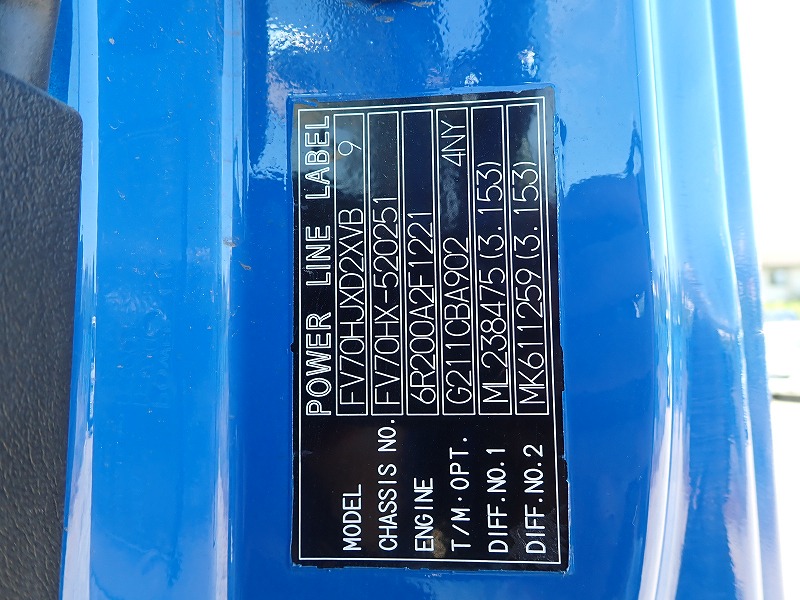 POWER LINE LABEL
MODEL FV70HJXD2XVB 9
CHASSIS NO. FV70HX-520251
ENGINE 6R200A2F1221
T/M·OPT. G211CBA902 4NY
DIFF.NO.1 ML238475(3.153)
DIFF.NO.2 MK611259(3.153)